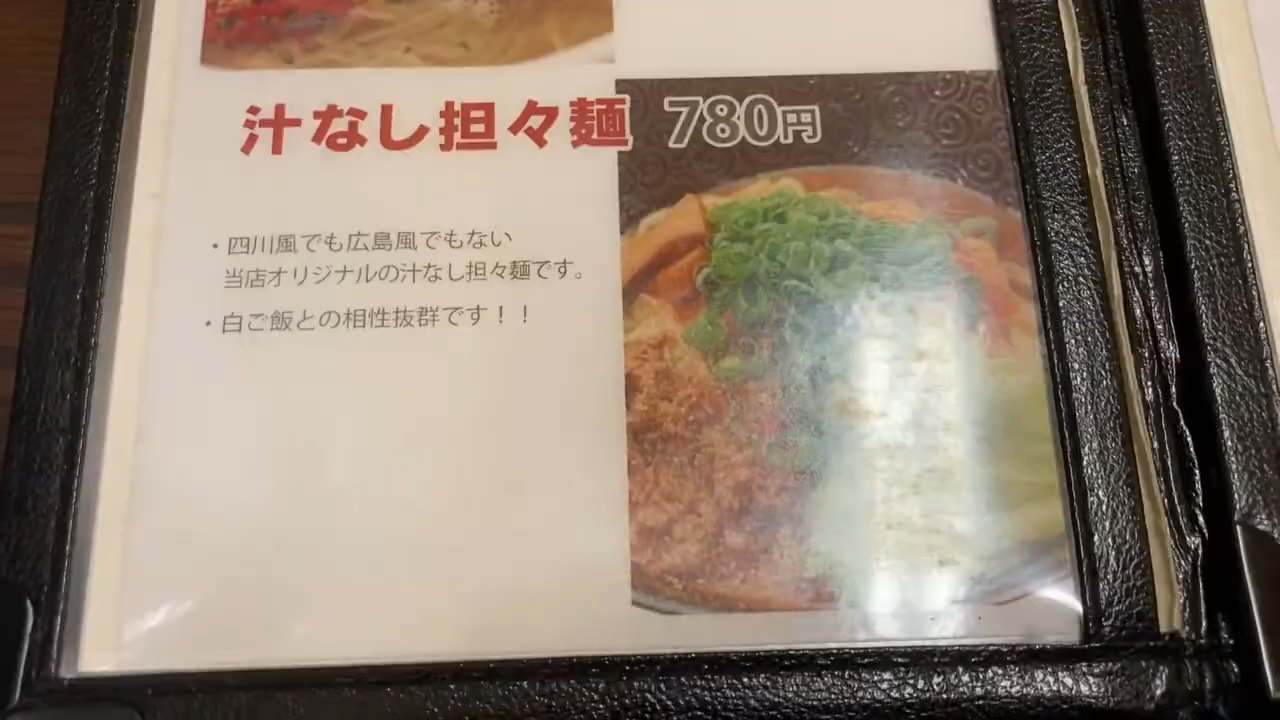 汁なし担々麺 780円
・四川風でも広島風でもない
当店オリジナルの汁なし担々麺です。
・白ご飯との相性抜群です！！